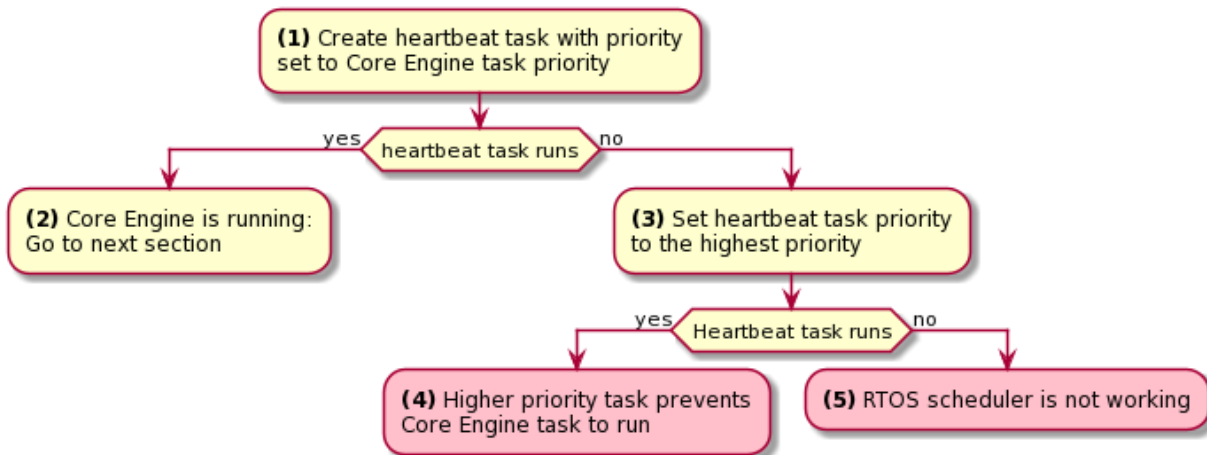 (1) Create heartbeat task with priority
set to Core Engine task priority
yes
heartbeat task runs
no
(2) Core Engine is running:
Go to next section
(3) Set heartbeat task priority
to the highest priority
yes
Heartbeat task runs
no
(4) Higher priority task prevents
Core Engine task to run
(5) RTOS scheduler is not working